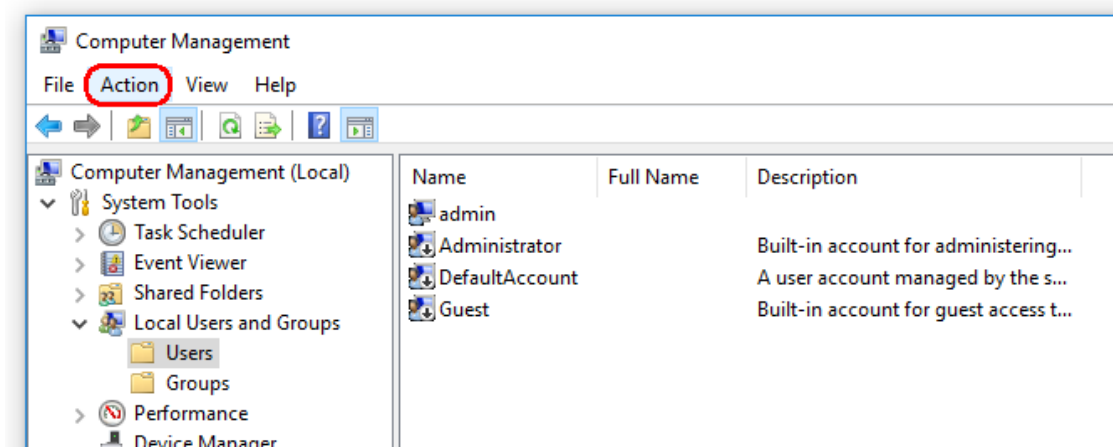 Computer Management
File Action View Help
?
Computer Management (Local)
System Tools
Task Scheduler
Event Viewer
Shared Folders
Local Users and Groups
Users
Groups
Performance
Device Manager
Name Full Name Description
admin
Administrator Built-in account for administering...
DefaultAccount A user account managed by the s...
Guest Built-in account for guest access t...